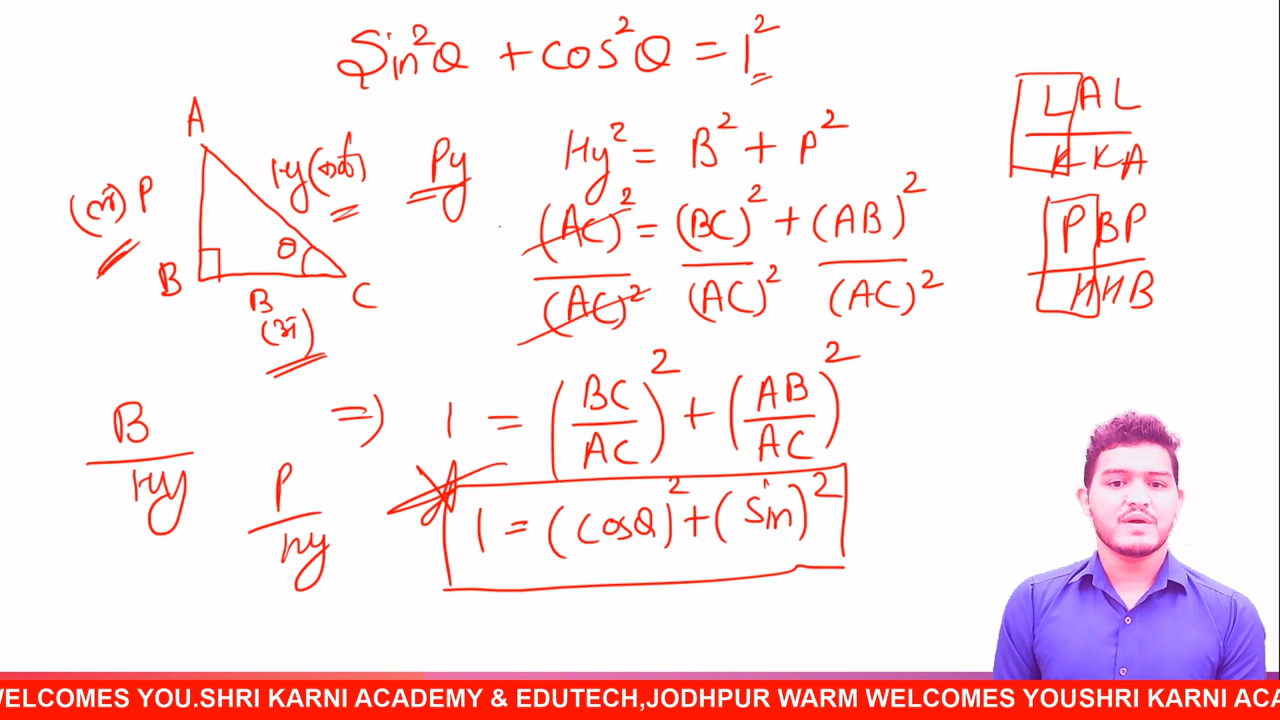 Sin²θ + cos²θ = 1²
A
Hy (कर्ण)
(लं) P
θ
B
C
B
(आ)
Py
Hy² = B² + P²
(AC)² = (BC)² + (AB)²
(AC)² (AC)² (AC)²
LAL
KKA
PBP
HHB
B
Hy
P
Hy
=> 1 = (BC/AC)² + (AB/AC)²
1 = (cosθ)² + (Sin)²
WELCOMES YOU.SHRI KARNI ACADEMY & EDUTECH,JODHPUR WARM WELCOMES YOUSHRI KARNI ACA